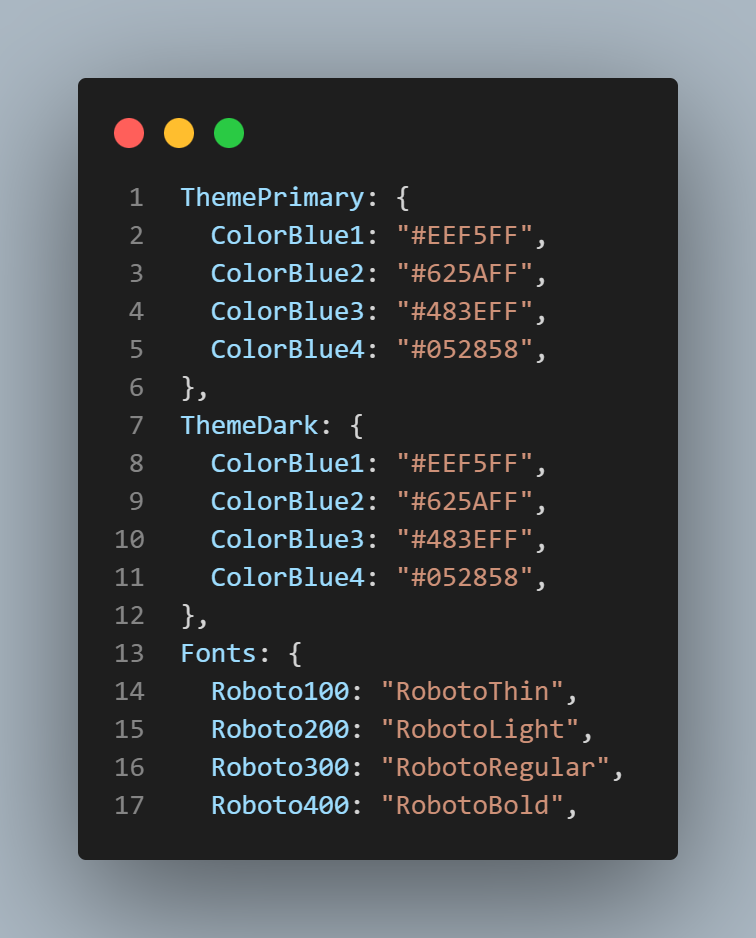 1 ThemePrimary: {
2 ColorBlue1: "#EEF5FF",
3 ColorBlue2: "#625AFF",
4 ColorBlue3: "#483EFF",
5 ColorBlue4: "#052858",
6 },
7 ThemeDark: {
8 ColorBlue1: "#EEF5FF",
9 ColorBlue2: "#625AFF",
10 ColorBlue3: "#483EFF",
11 ColorBlue4: "#052858",
12 },
13 Fonts: {
14 Roboto100: "RobotoThin",
15 Roboto200: "RobotoLight",
16 Roboto300: "RobotoRegular",
17 Roboto400: "RobotoBold",